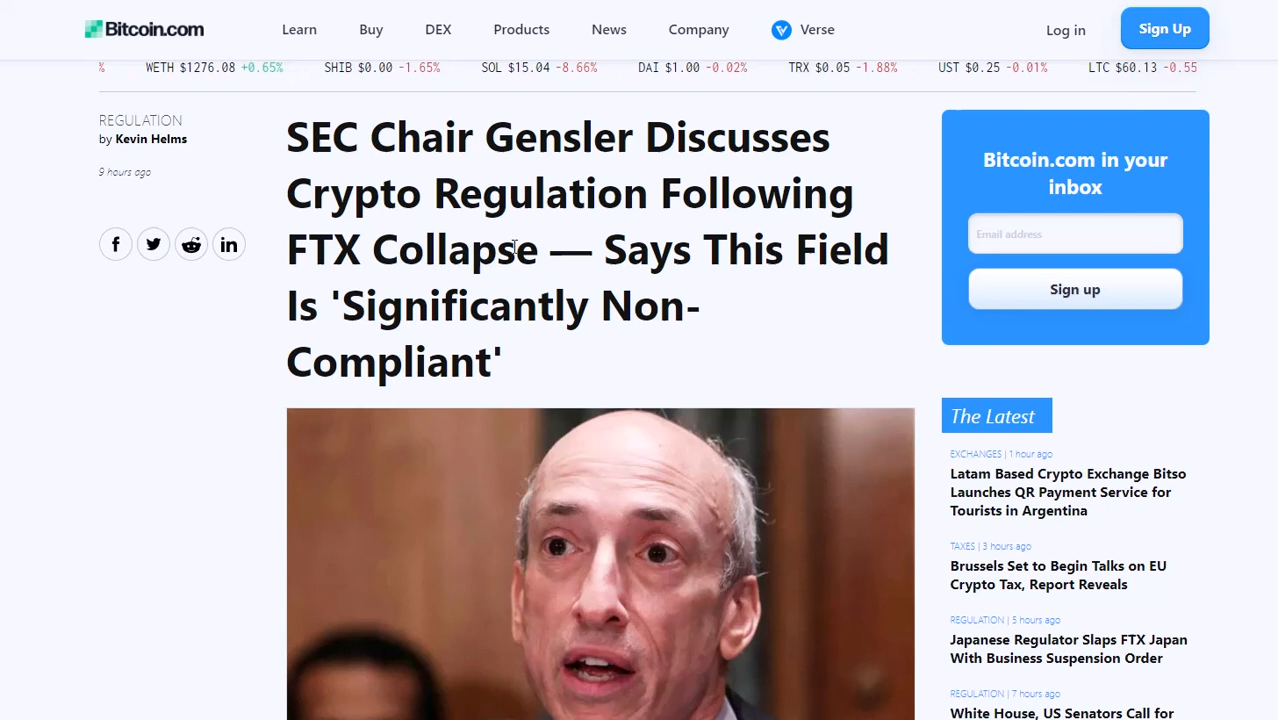 Bitcoin.com
Learn
Buy
DEX
Products
News
Company
Verse
Log in
Sign Up
% WETH $1276.08 +0.65% SHIB $0.00 -1.65% SOL $15.04 -8.66% DAI $1.00 -0.02% TRX $0.05 -1.88% UST $0.25 -0.01% LTC $60.13 -0.55
REGULATION
by Kevin Helms
9 hours ago
SEC Chair Gensler Discusses
Crypto Regulation Following
FTX Collapse — Says This Field
Is 'Significantly Non-
Compliant'
Bitcoin.com in your
inbox
Email address
Sign up
The Latest
EXCHANGES | 1 hour ago
Latam Based Crypto Exchange Bitso
Launches QR Payment Service for
Tourists in Argentina
TAXES | 3 hours ago
Brussels Set to Begin Talks on EU
Crypto Tax, Report Reveals
REGULATION | 5 hours ago
Japanese Regulator Slaps FTX Japan
With Business Suspension Order
REGULATION | 7 hours ago
White House, US Senators Call for